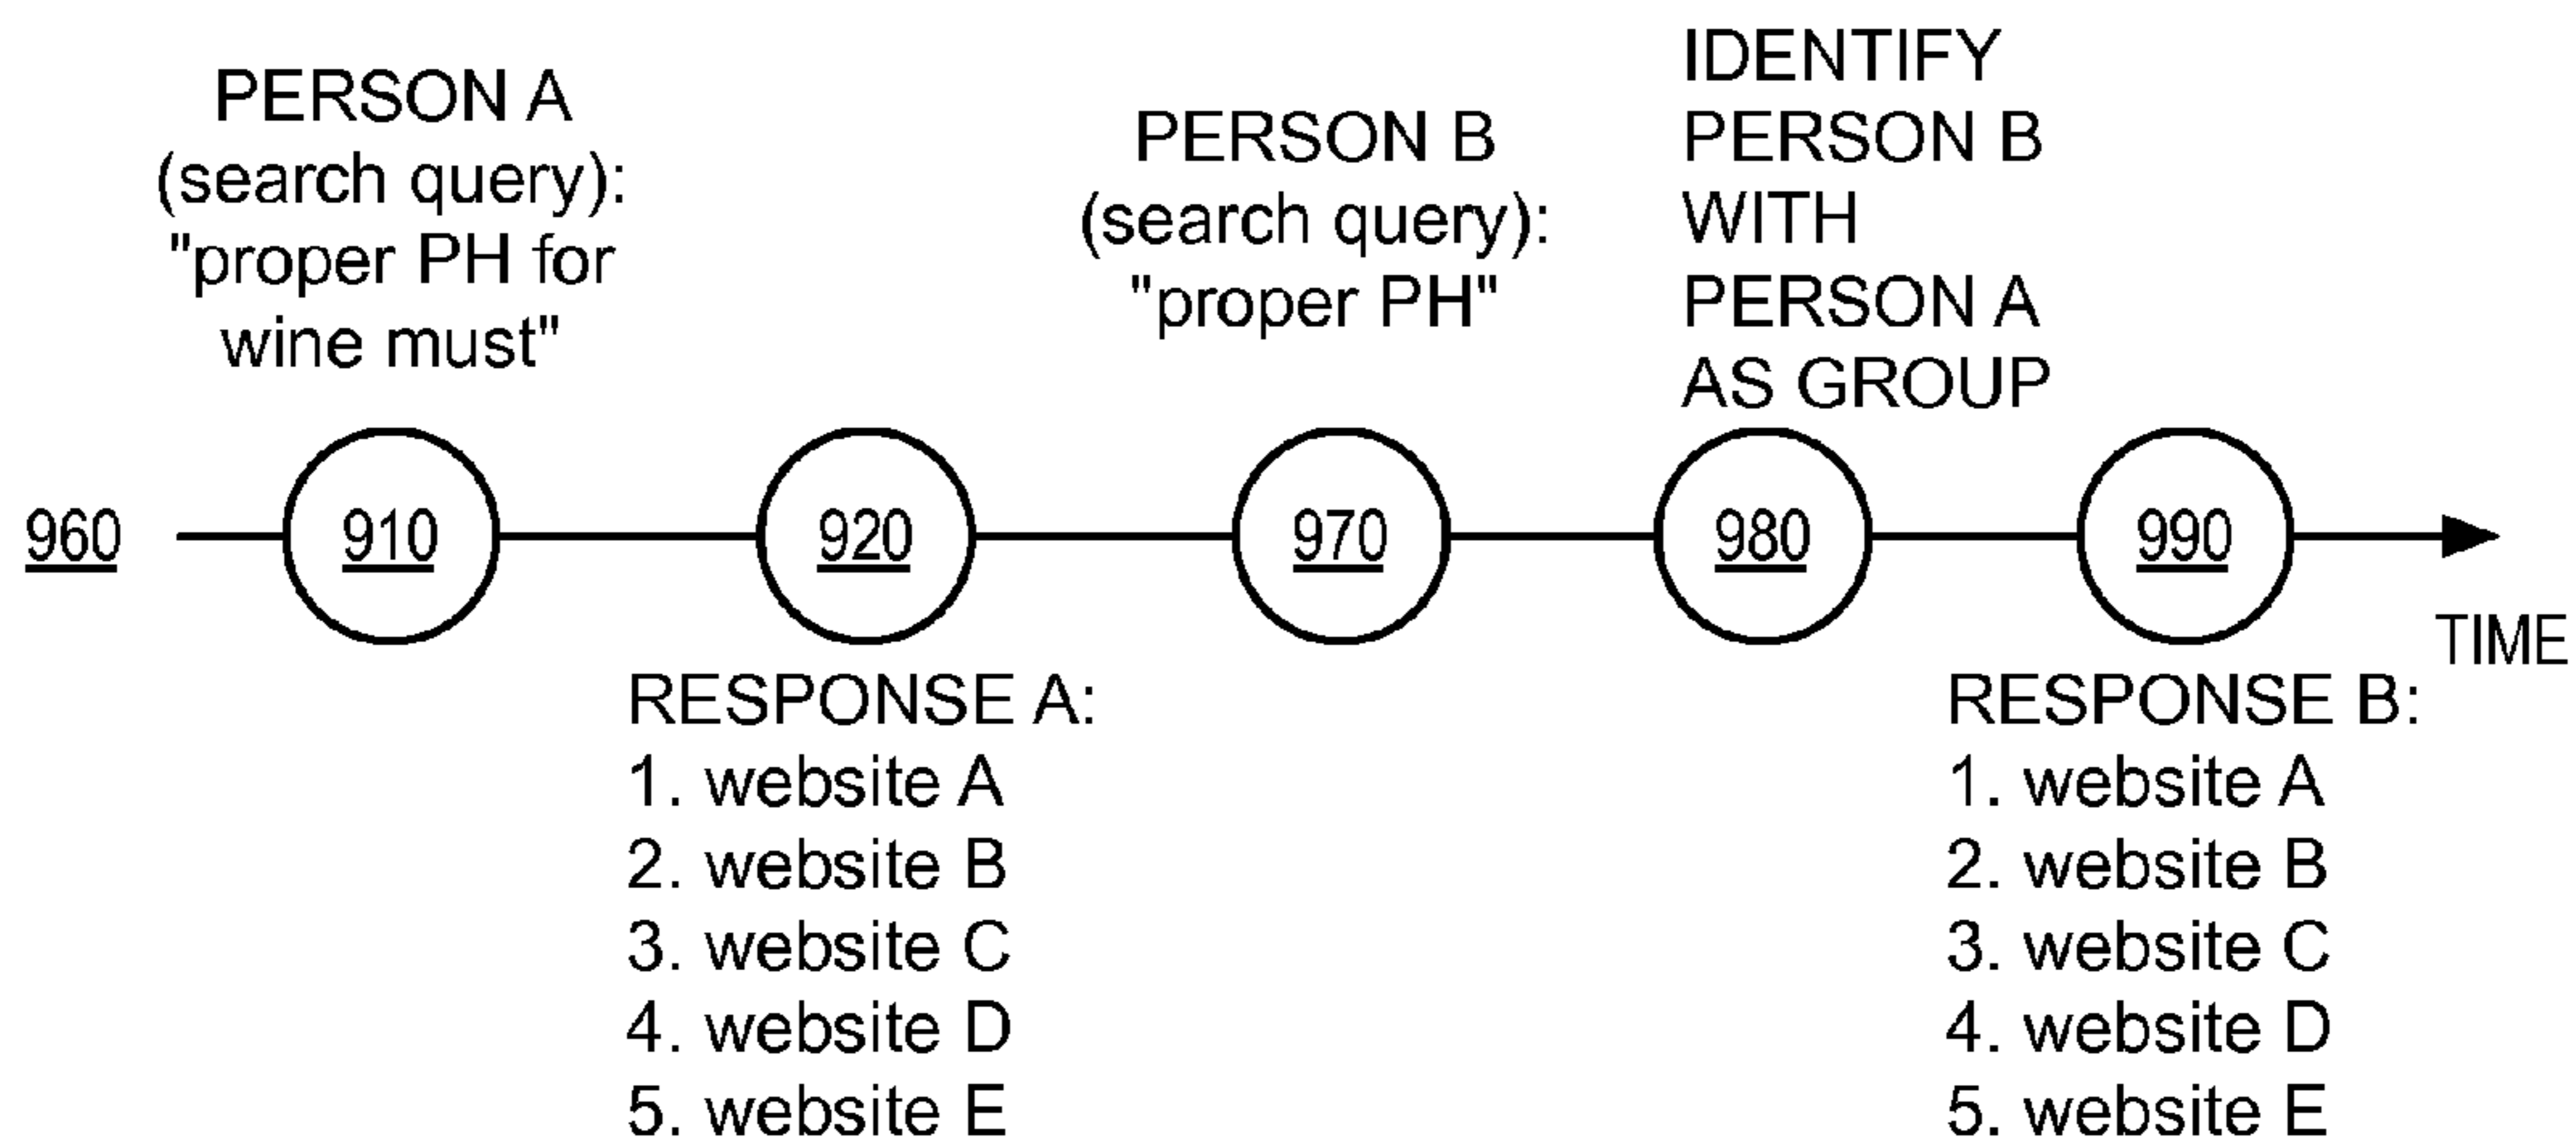 PERSON A
(search query):
"proper PH for
wine must"
PERSON B
(search query):
"proper PH"
IDENTIFY
PERSON B
WITH
PERSON A
AS GROUP
960
910
920
970
980
990
TIME
RESPONSE A:
1. website A
2. website B
3. website C
4. website D
5. website E
RESPONSE B:
1. website A
2. website B
3. website C
4. website D
5. website E